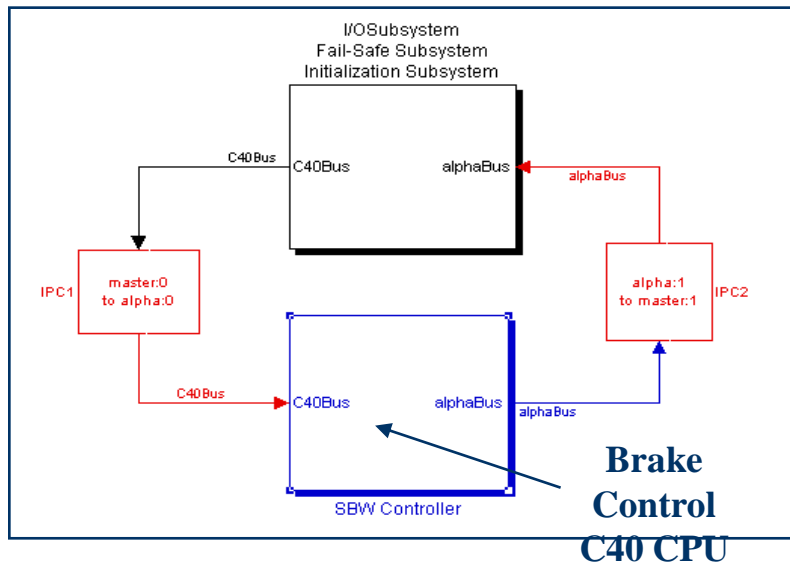 I/OSubsystem
Fail-Safe Subsystem
Initialization Subsystem
C40Bus
C40Bus
alphaBus
alphaBus
IPC1
master:0
to alpha:0
alpha:1
to master:1
IPC2
C40Bus
C40Bus
alphaBus
alphaBus
SBW Controller
Brake
Control
C40 CPU